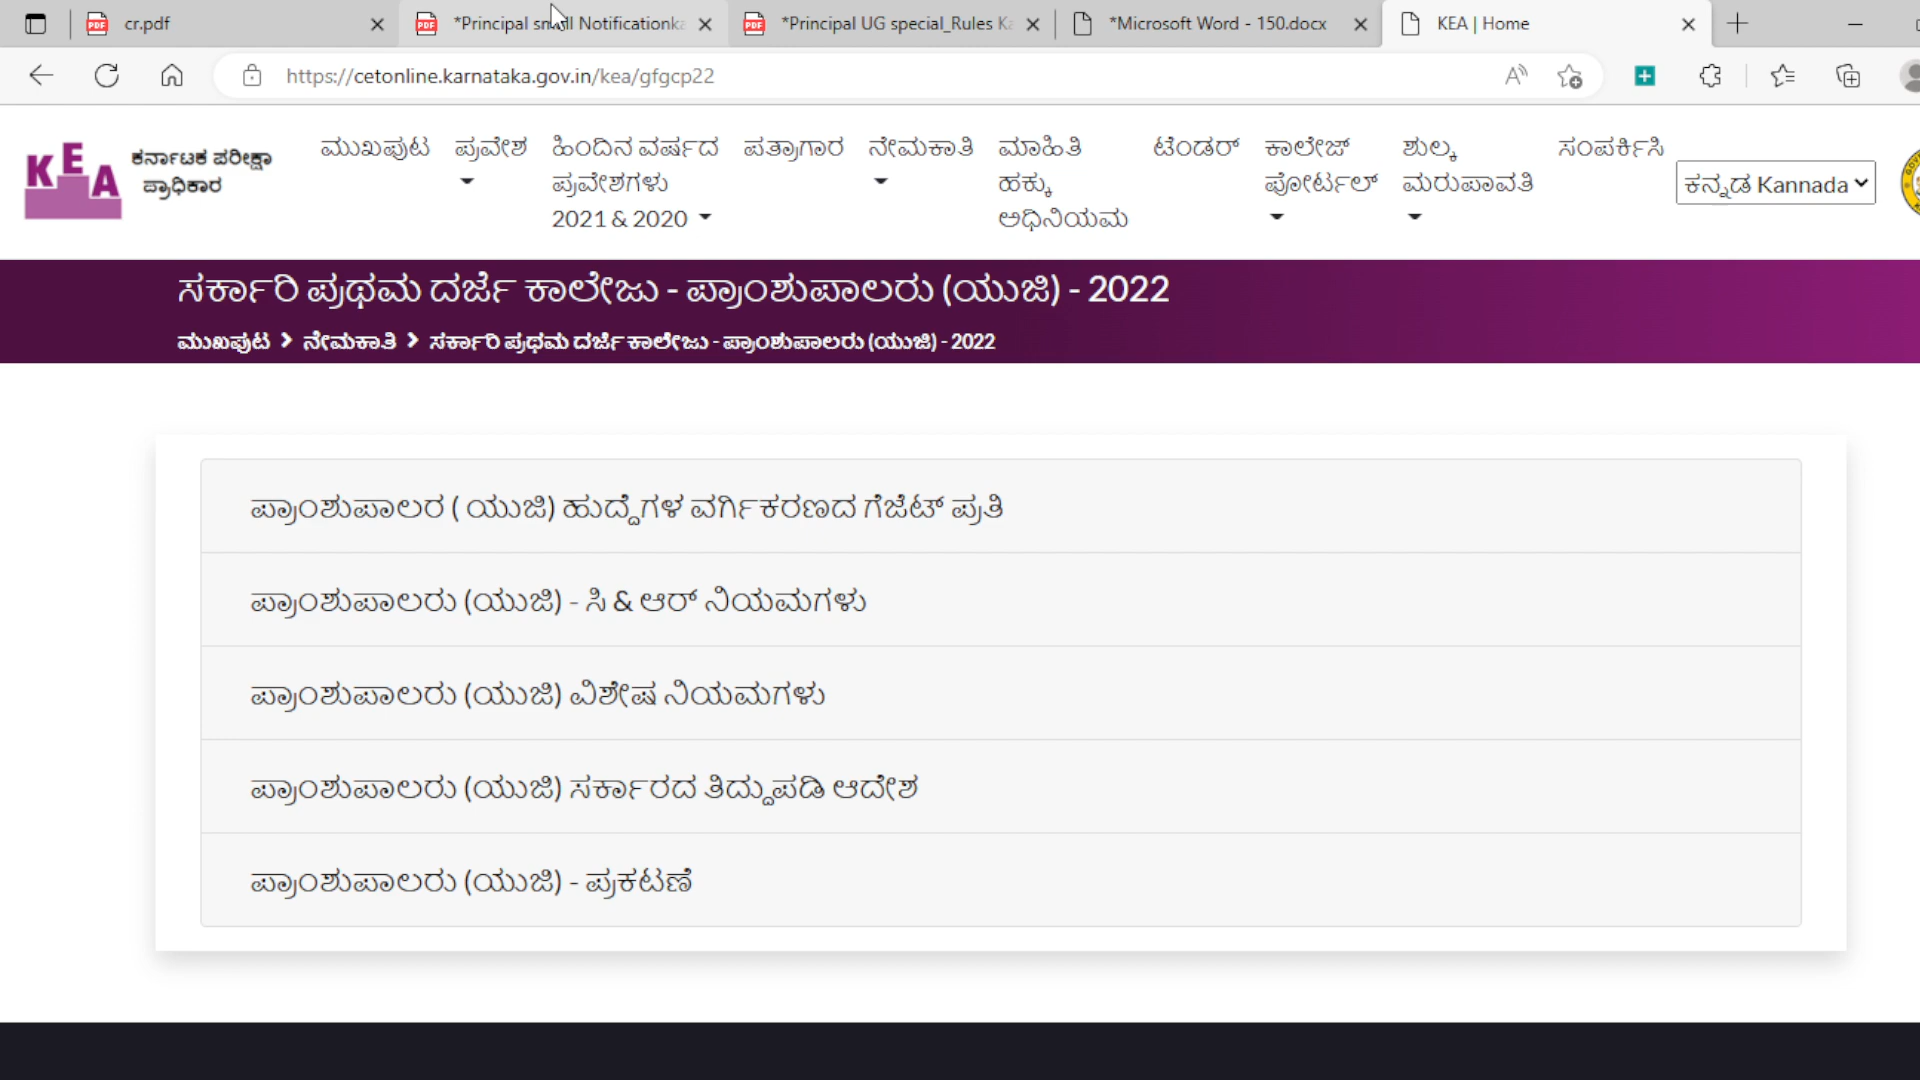 cr.pdf
*Principal small Notificationka
*Principal UG special_Rules Ka
*Microsoft Word - 150.docx
KEA | Home
https://cetonline.karnataka.gov.in/kea/gfgcp22
KEA
ಕರ್ನಾಟಕ ಪರೀಕ್ಷಾ
ಪ್ರಾಧಿಕಾರ
ಮುಖಪುಟ
ಪ್ರವೇಶ
ಹಿಂದಿನ ವರ್ಷದ
ಪ್ರವೇಶಗಳು
2021 & 2020
ಪತ್ರಾಗಾರ
ನೇಮಕಾತಿ
ಮಾಹಿತಿ
ಹಕ್ಕು
ಅಧಿನಿಯಮ
ಟೆಂಡರ್
ಕಾಲೇಜ್
ಪೋರ್ಟಲ್
ಶುಲ್ಕ
ಮರುಪಾವತಿ
ಸಂಪರ್ಕಿಸಿ
ಕನ್ನಡ Kannada
ಸರ್ಕಾರಿ ಪ್ರಥಮ ದರ್ಜೆ ಕಾಲೇಜು - ಪ್ರಾಂಶುಪಾಲರು (ಯುಜಿ) - 2022
ಮುಖಪುಟ > ನೇಮಕಾತಿ > ಸರ್ಕಾರಿ ಪ್ರಥಮ ದರ್ಜೆ ಕಾಲೇಜು - ಪ್ರಾಂಶುಪಾಲರು (ಯುಜಿ) - 2022
ಪ್ರಾಂಶುಪಾಲರ ( ಯುಜಿ) ಹುದ್ದೆಗಳ ವರ್ಗಿಕರಣದ ಗೆಜೆಟ್ ಪ್ರತಿ
ಪ್ರಾಂಶುಪಾಲರು (ಯುಜಿ) - ಸಿ & ಆರ್ ನಿಯಮಗಳು
ಪ್ರಾಂಶುಪಾಲರು (ಯುಜಿ) ವಿಶೇಷ ನಿಯಮಗಳು
ಪ್ರಾಂಶುಪಾಲರು (ಯುಜಿ) ಸರ್ಕಾರದ ತಿದ್ದುಪಡಿ ಆದೇಶ
ಪ್ರಾಂಶುಪಾಲರು (ಯುಜಿ) - ಪ್ರಕಟಣೆ